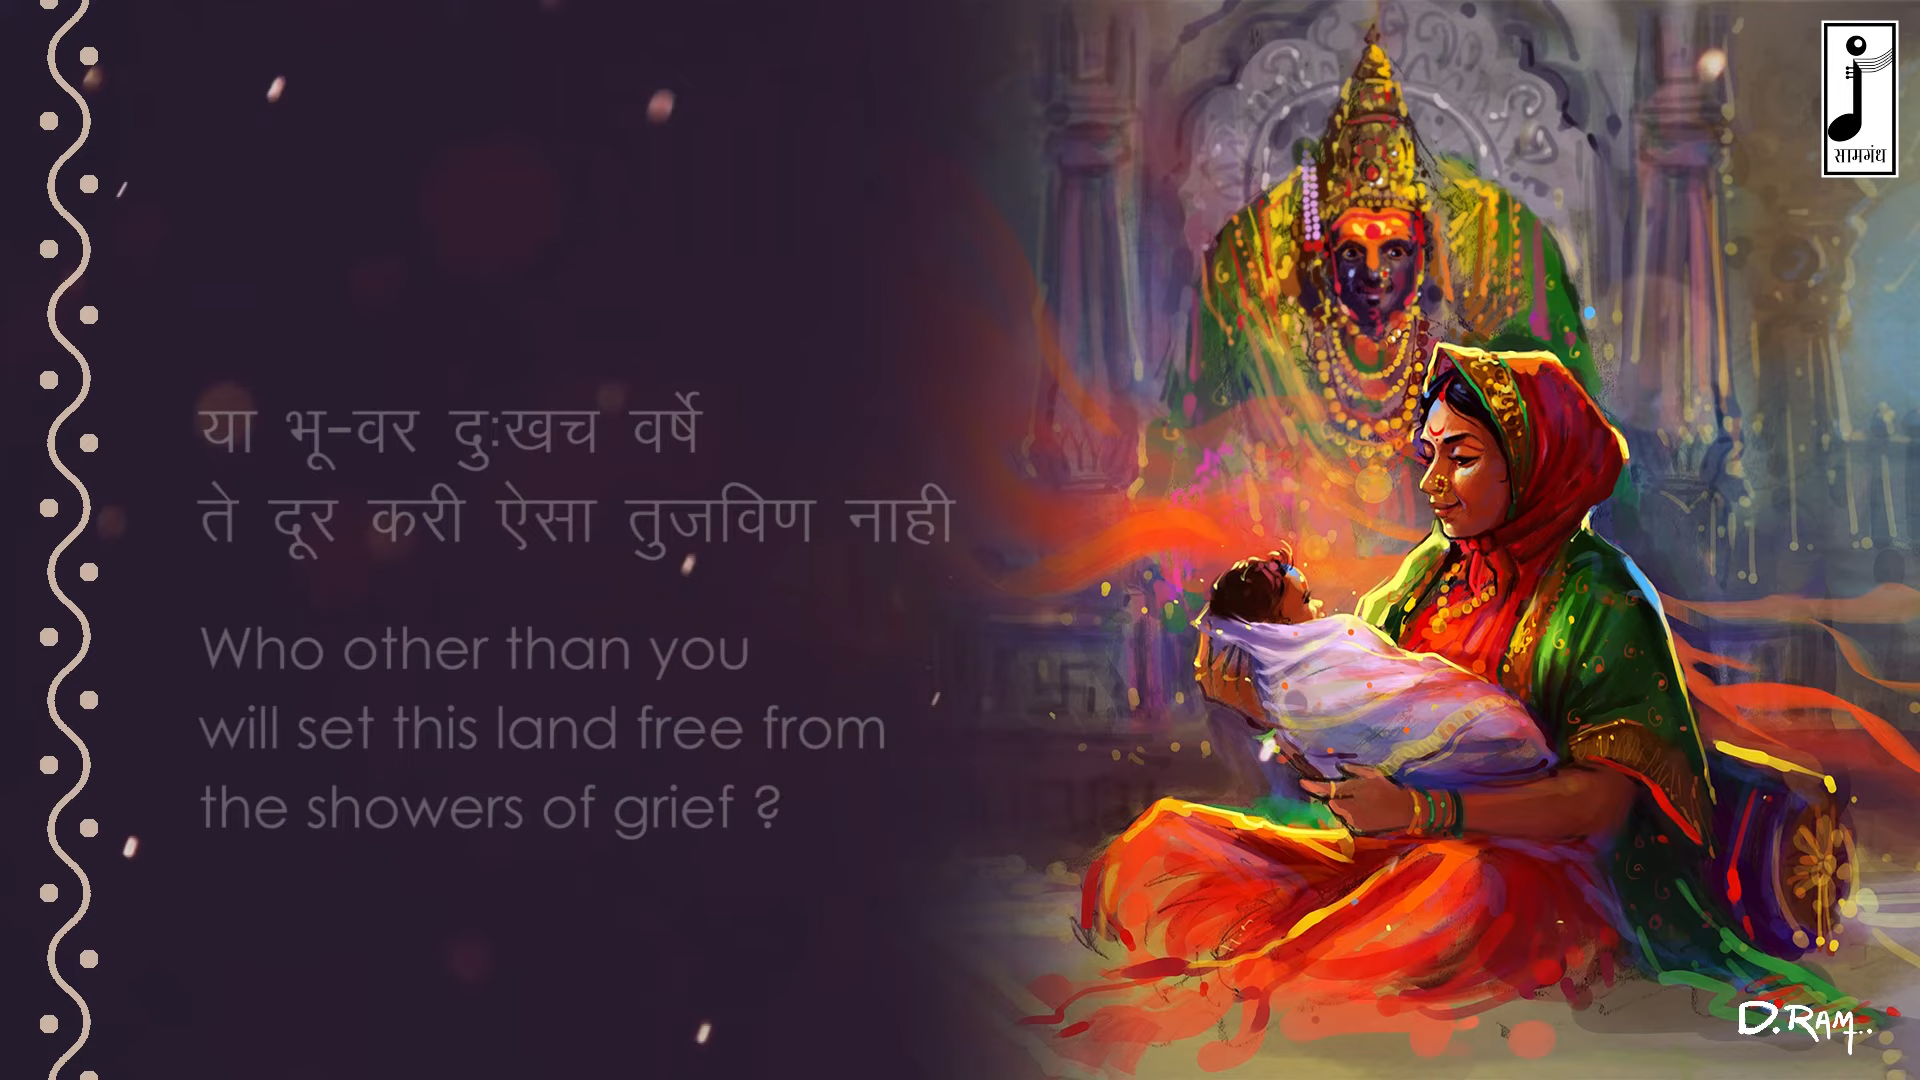 या भू-वर दुःखच वर्षे
ते दूर करी ऐसा तुजविण नाही
Who other than you
will set this land free from
the showers of grief ?
सामगंध
D.RAM..